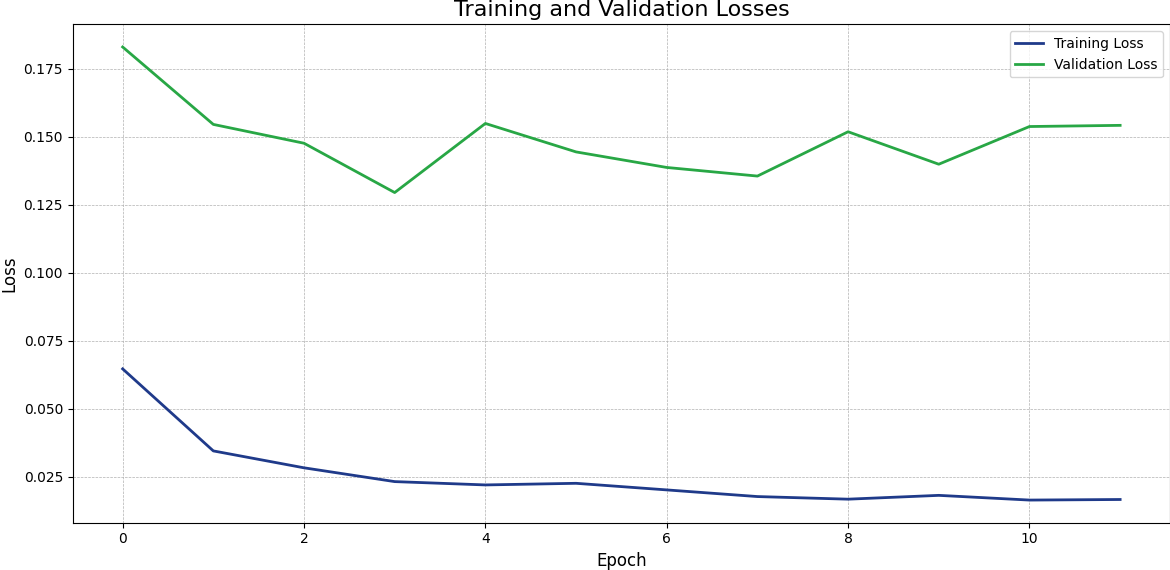 Training and Validation Losses
Training Loss
Validation Loss
0.175
0.150
0.125
0.100
0.075
0.050
0.025
Loss
0 2 4 6 8 10
Epoch